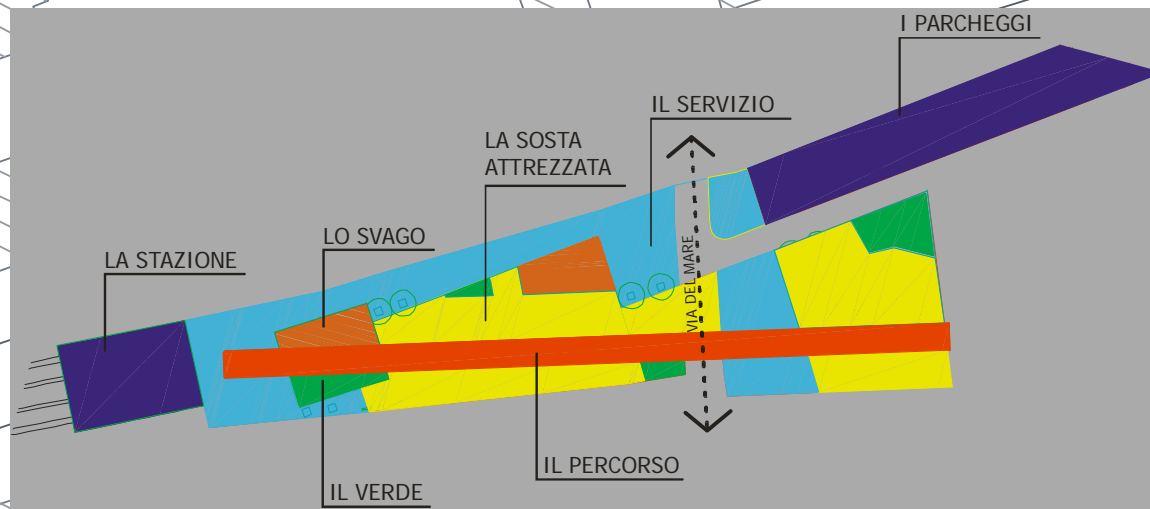 I PARCHEGGI
IL SERVIZIO
LA SOSTA
ATTREZZATA
LO SVAGO
LA STAZIONE
VIA DEL MARE
IL PERCORSO
IL VERDE